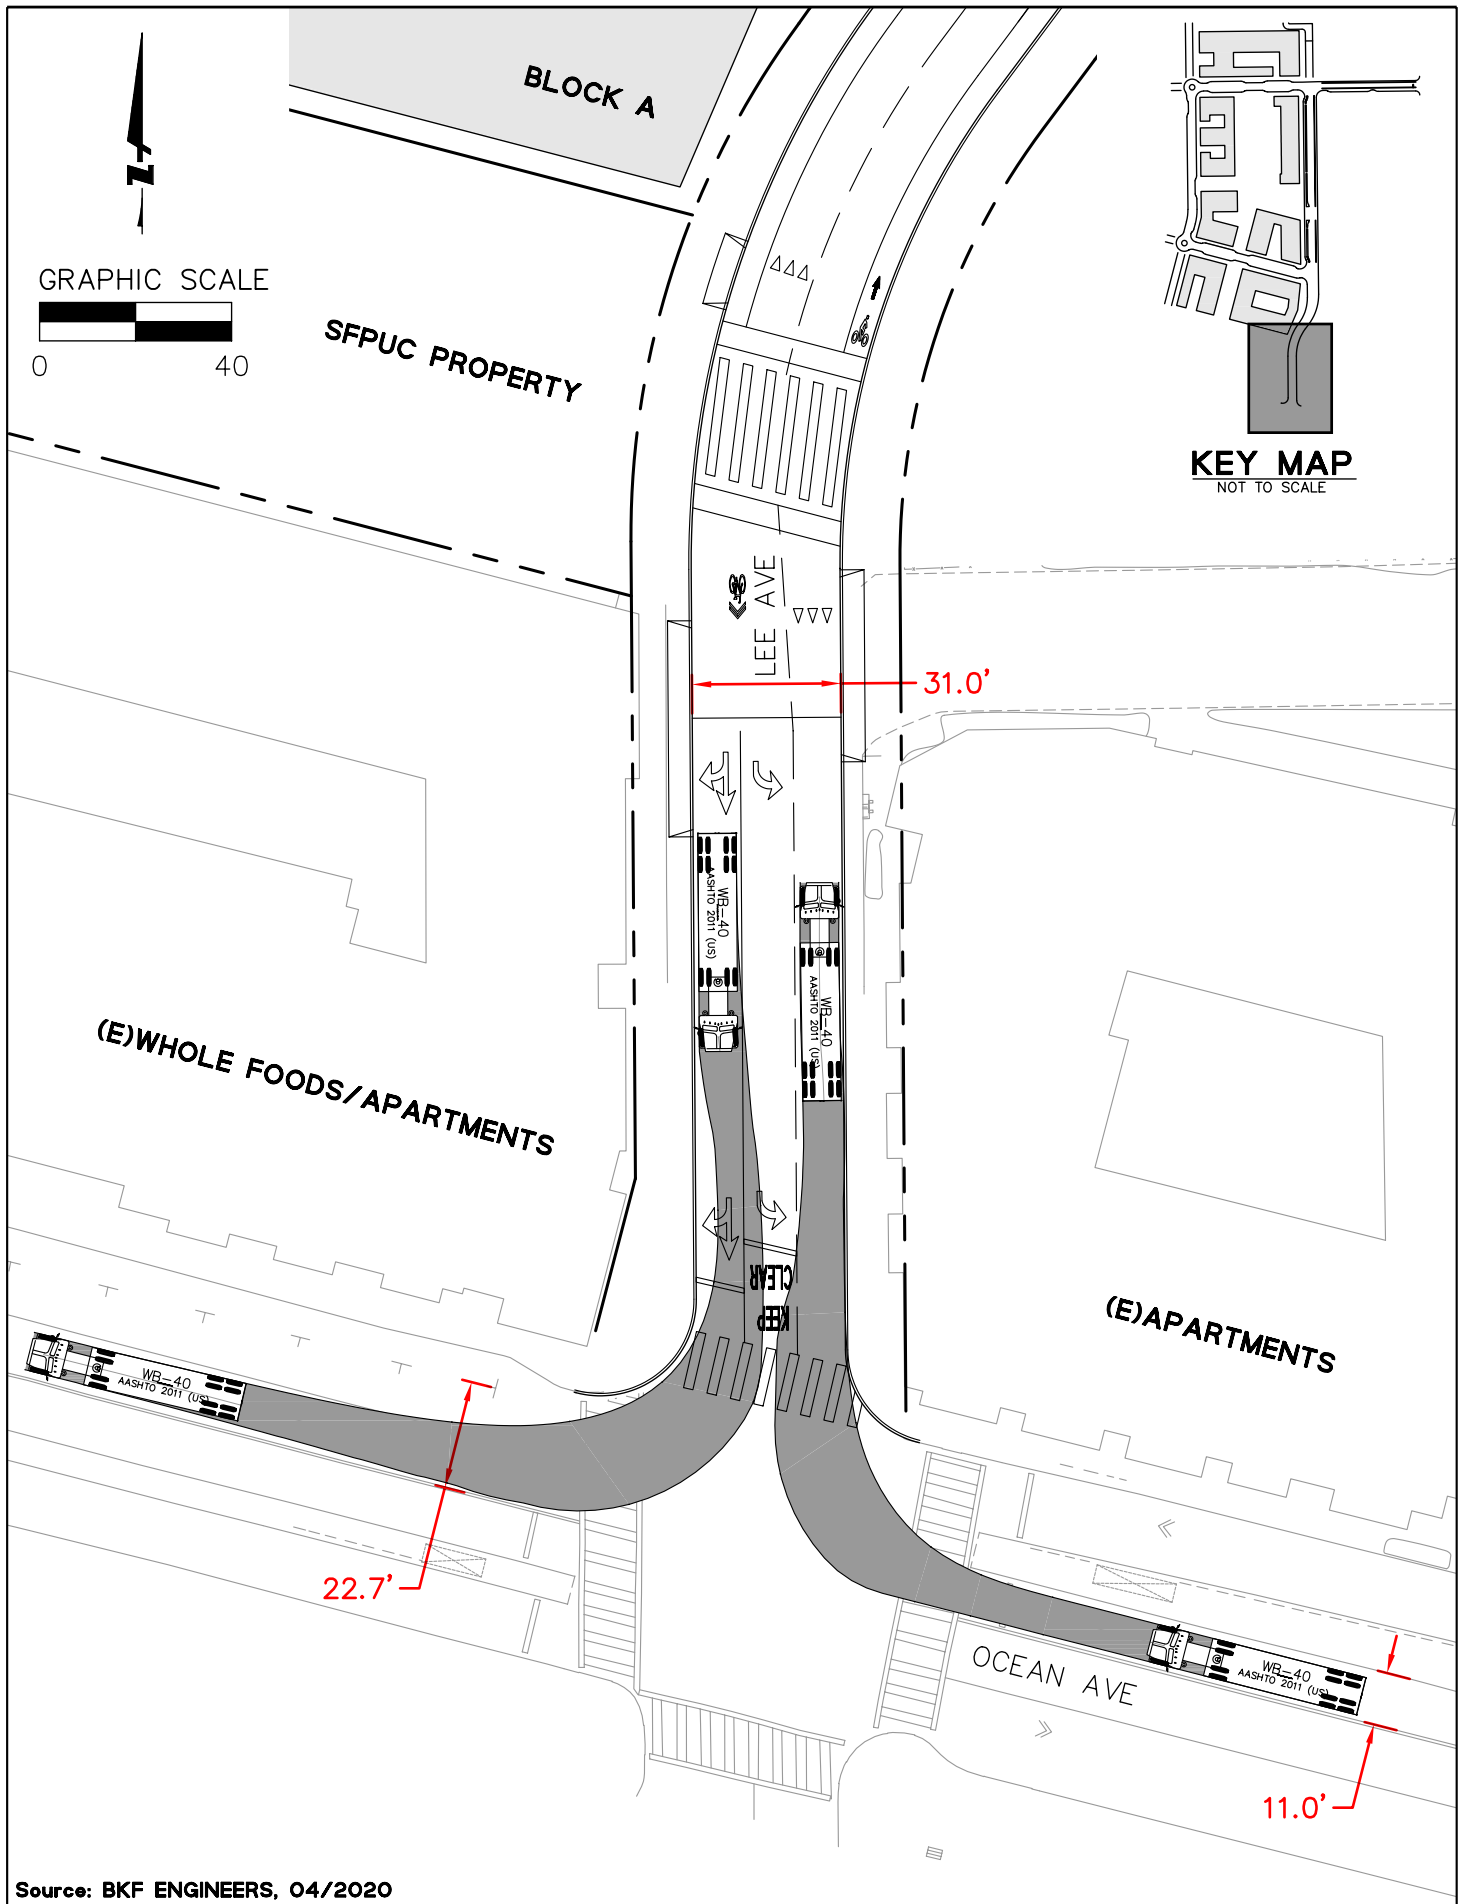 BLOCK A
N
GRAPHIC SCALE
0 40
SFPUC PROPERTY
KEY MAP
NOT TO SCALE
LEE AVE
31.0'
WB-40
AASHTO 2011 (US)
WB-40
AASHTO 2011 (US)
(E)WHOLE FOODS/APARTMENTS
CLEAR
KEEP
(E)APARTMENTS
WB-40
AASHTO 2011 (US)
22.7'
OCEAN AVE
WB-40
AASHTO 2011 (US)
11.0'
Source: BKF ENGINEERS, 04/2020